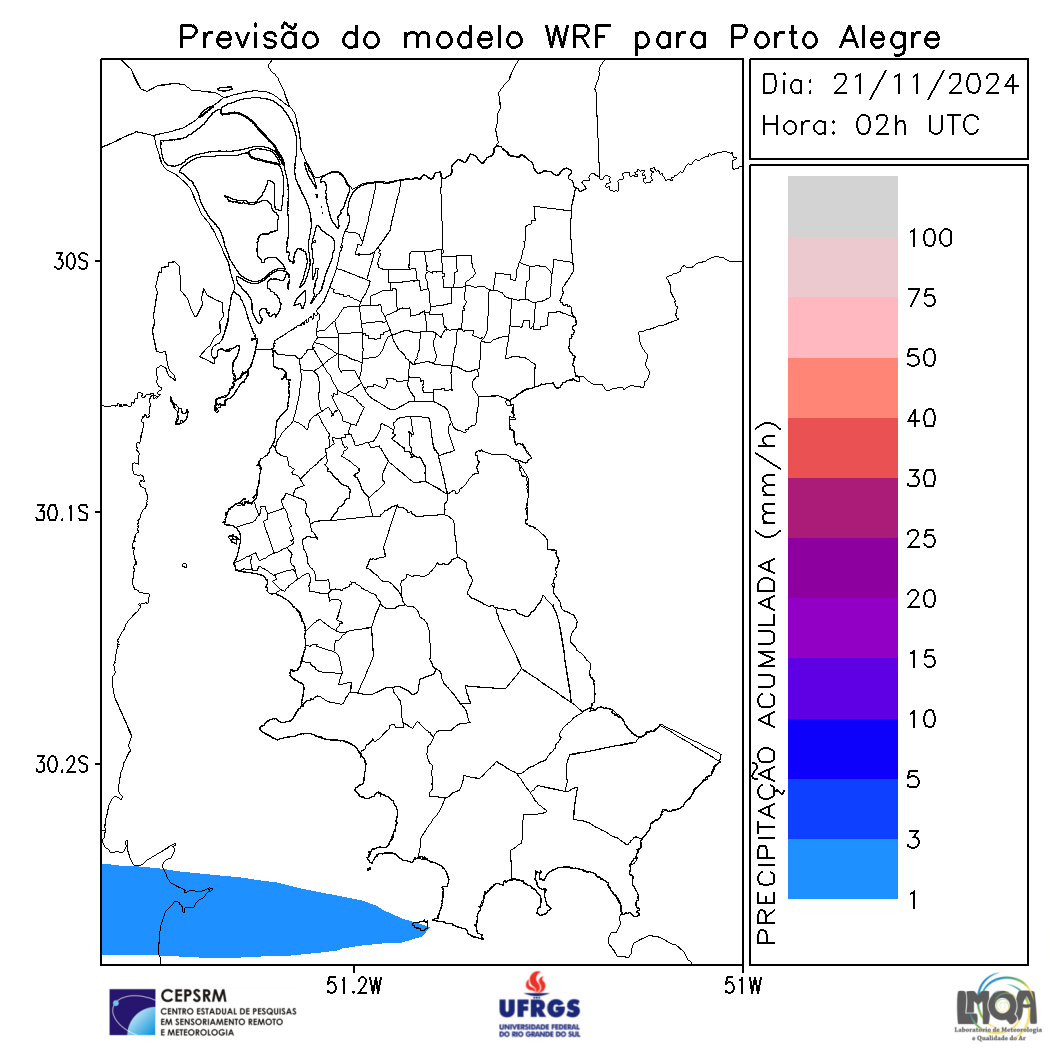 Previsão do modelo WRF para Porto Alegre
Dia: 21/11/2024
Hora: 02h UTC
30S
30.1S
30.2S
51.2W
51W
PRECIPITAÇÃO ACUMULADA (mm/h)
100
75
50
40
30
25
20
15
10
5
3
1
CEPSRM
CENTRO ESTADUAL DE PESQUISAS
EM SENSORIAMENTO REMOTO
E METEOROLOGIA
UFRGS
UNIVERSIDADE FEDERAL
DO RIO GRANDE DO SUL
LMQA
Laboratório de Meteorologia
e Qualidade do Ar